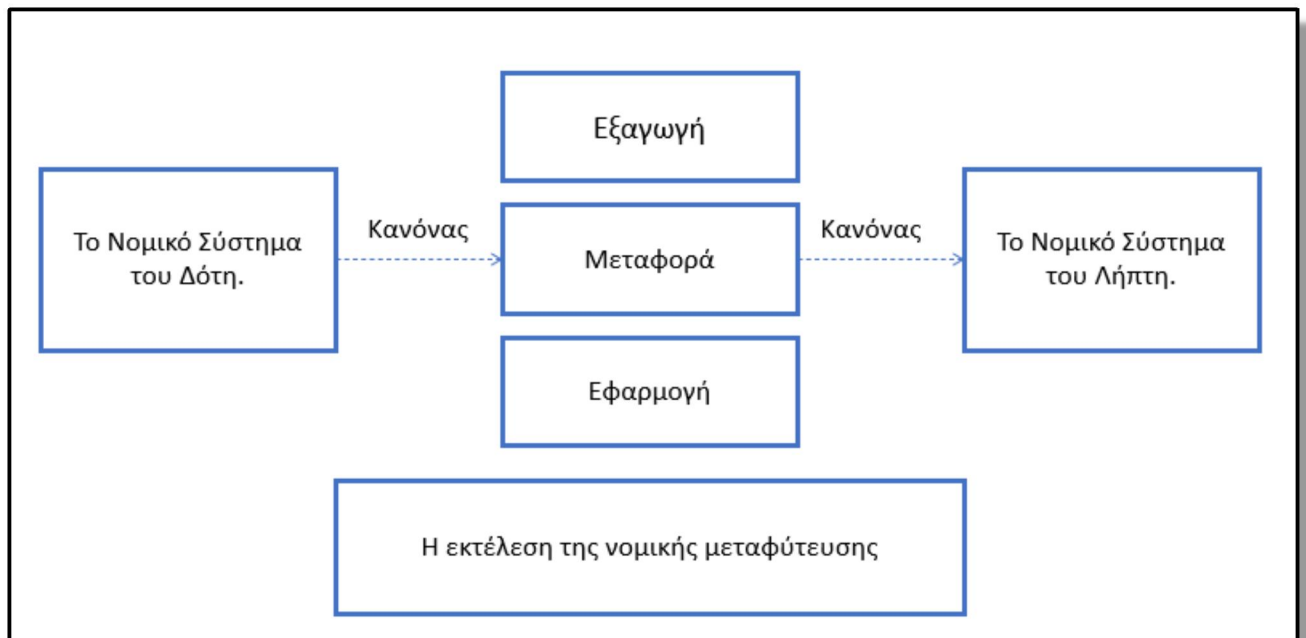 Εξαγωγή
Το Νομικό Σύστημα
του Δότη.
Κανόνας
Μεταφορά
Κανόνας
Το Νομικό Σύστημα
του Λήπτη.
Εφαρμογή
Η εκτέλεση της νομικής μεταφύτευσης